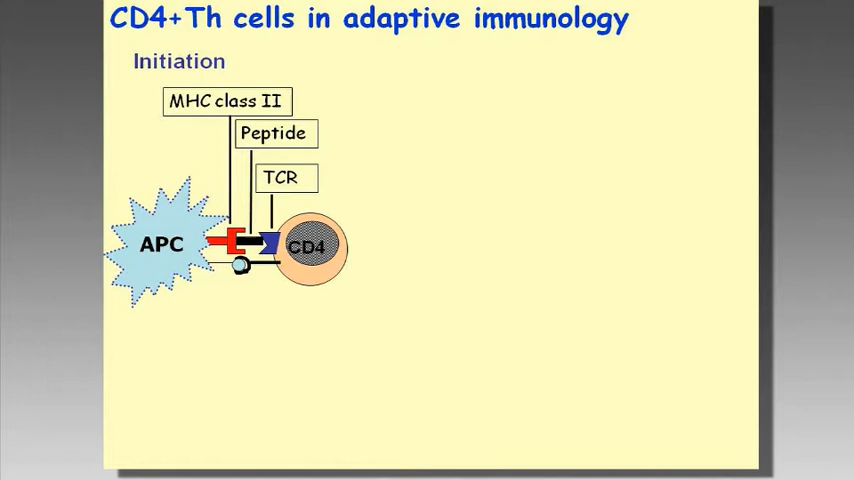 CD4+Th cells in adaptive immunology
Initiation
MHC class II
Peptide
TCR
APC
CD4